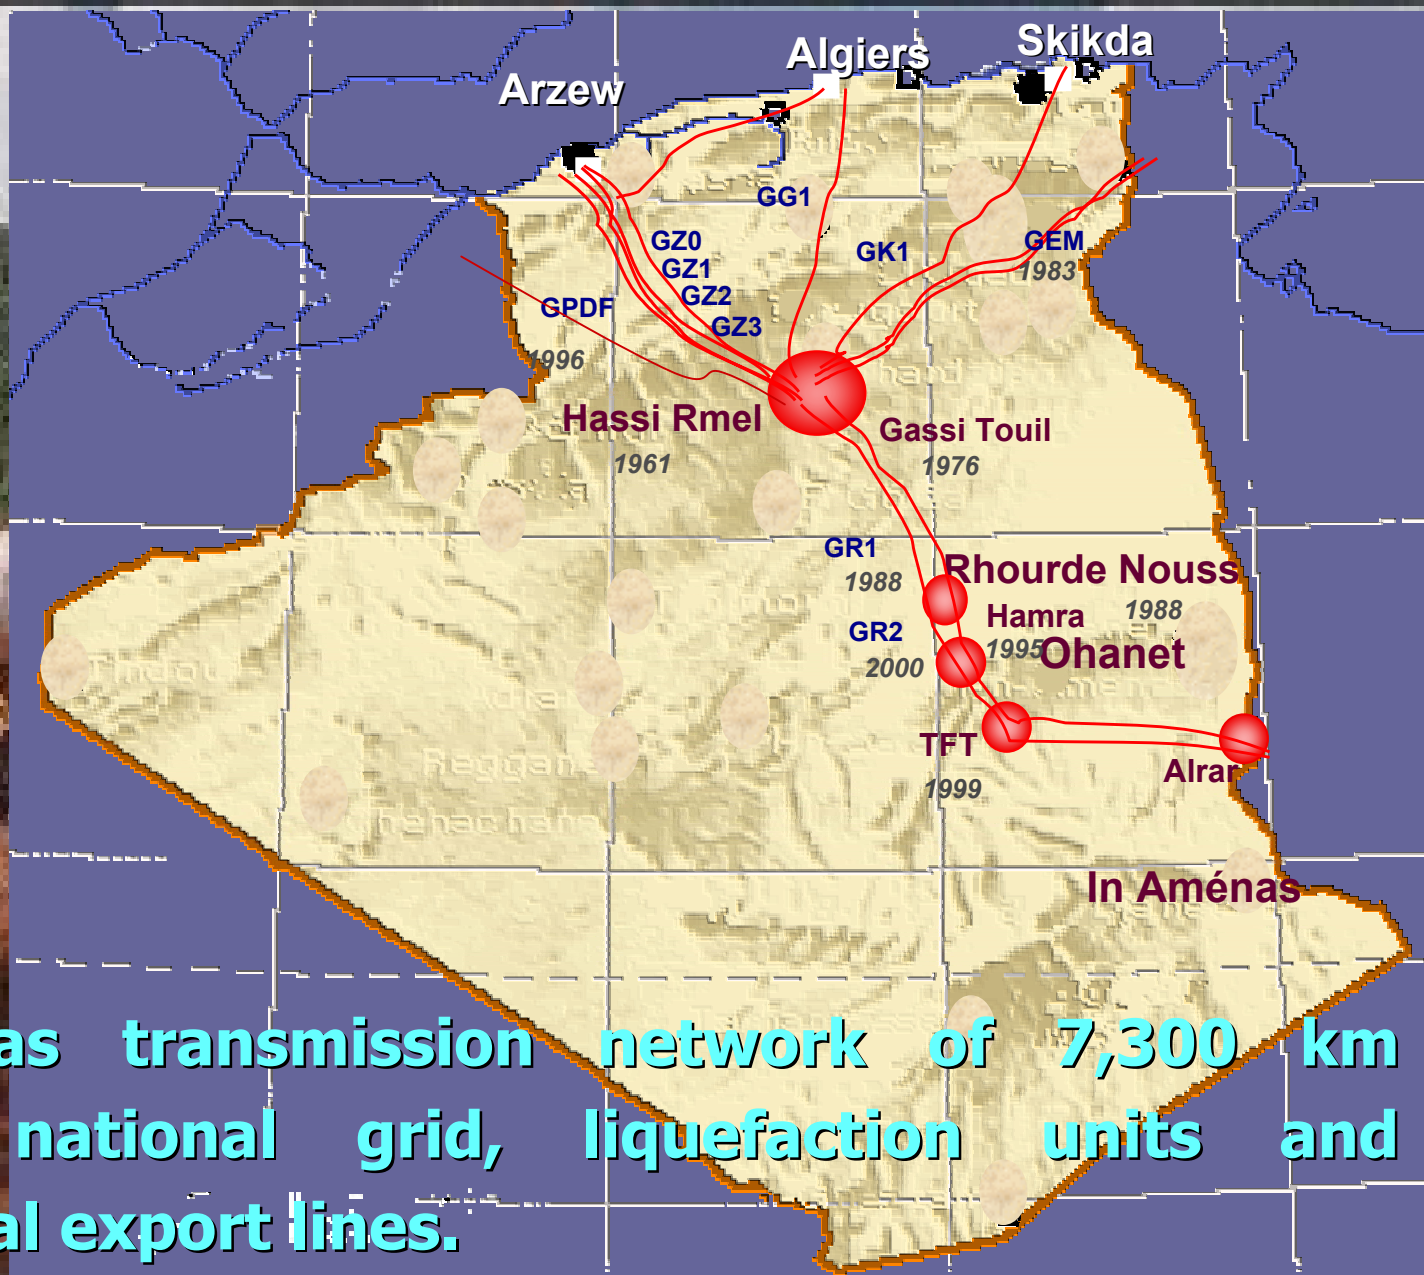 Skikda
Algiers
Arzew
GG1
GZ0
GK1
GEM
GZ1
1983
GZ2
GPDF
GZ3
1996
Hassi Rmel
Gassi Touil
1961
1976
GR1
Rhourde Nouss
1988
1988
Hamra
GR2
1995
Ohanet
2000
TFT
Alrar
1999
In Aménas
as transmission network of 7,300 km
national grid, liquefaction units and
al export lines.